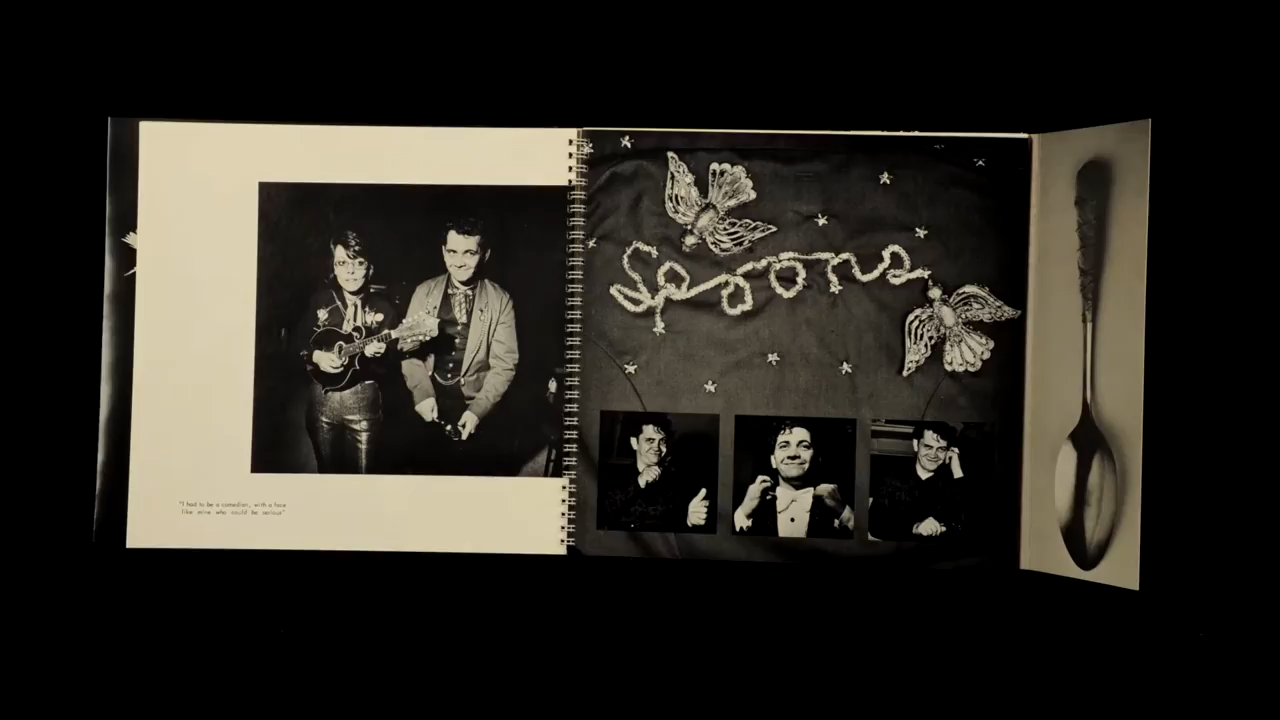 "I had to be a comedian, with a face
like mine who could be serious"
Spoons